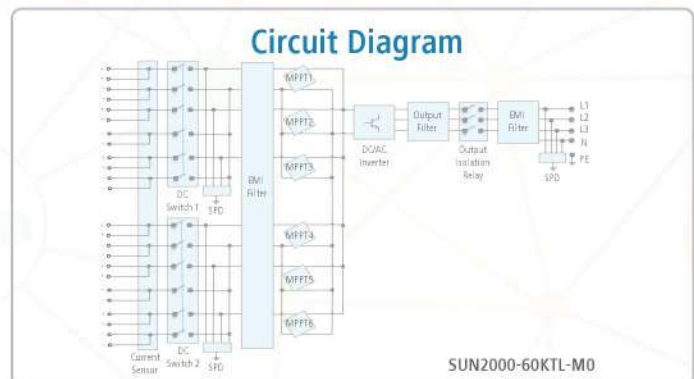 Circuit Diagram
MPPT1
MPPT2
MPPT3
MPPT4
MPPT5
MPPT6
EMI
Filter
DC
Switch 1
SPD
Current
Sensor
DC
Switch 2
SPD
DC/AC
Inverter
Output
Filter
Output
Isolation
Relay
EMI
Filter
L1
L2
L3
N
PE
SPD
SUN2000-60KTL-M0